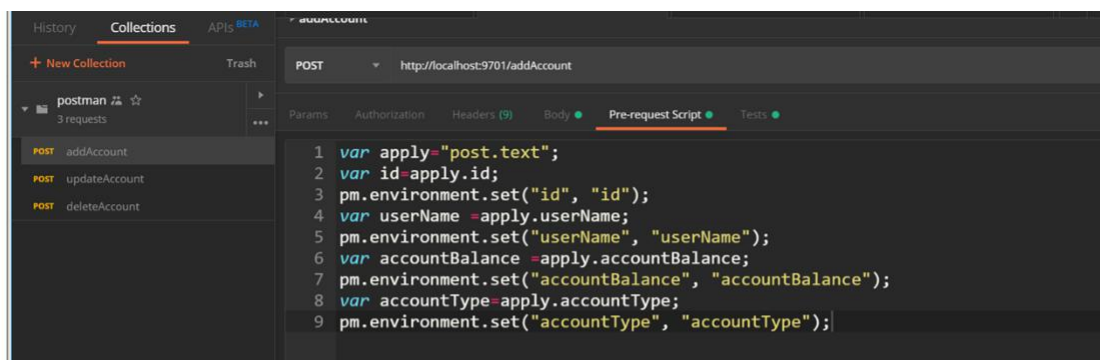 History Collections APIs BETA
+ New Collection Trash
postman
3 requests
POST addAccount
POST updateAccount
POST deleteAccount
addAccount
POST http://localhost:9701/addAccount
Params Authorization Headers (9) Body Pre-request Script Tests
1 var apply="post.text";
2 var id=apply.id;
3 pm.environment.set("id", "id");
4 var userName =apply.userName;
5 pm.environment.set("userName", "userName");
6 var accountBalance =apply.accountBalance;
7 pm.environment.set("accountBalance", "accountBalance");
8 var accountType=apply.accountType;
9 pm.environment.set("accountType", "accountType");